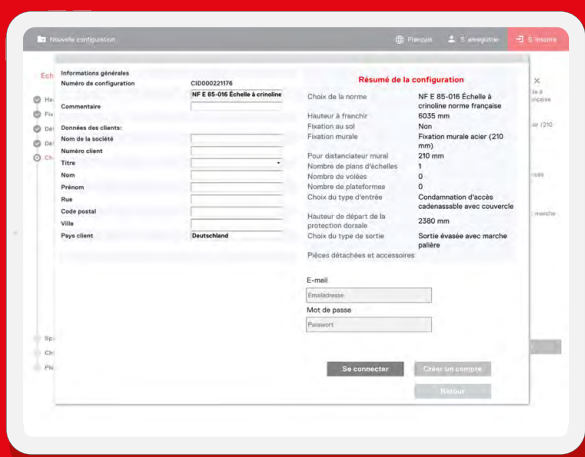 Nouvelle configuration
Français
S'enregistrer
S'inscrire
Informations générales
Numéro de configuration
CID000221176
NF E 85-016 Échelle à crinoline
Commentaire
Données des clients:
Nom de la société
Numéro client
Titre
Nom
Prénom
Rue
Code postal
Ville
Pays client
Deutschland
Résumé de la configuration
Choix de la norme
NF E 85-016 Échelle à
crinoline norme française
Hauteur à franchir
6035 mm
Fixation au sol
Non
Fixation murale
Fixation murale acier (210
mm)
Pour distanciateur mural
210 mm
Nombre de plans d'échelles
1
Nombre de volées
0
Nombre de plateformes
0
Choix du type d'entrée
Condamnation d'accès
cadenassable avec couvercle
Hauteur de départ de la
protection dorsale
2380 mm
Choix du type de sortie
Sortie évasée avec marche
palière
Pièces détachées et accessoires
E-mail
Emailadresse
Mot de passe
Passwort
Se connecter
Créer un compte
Retour